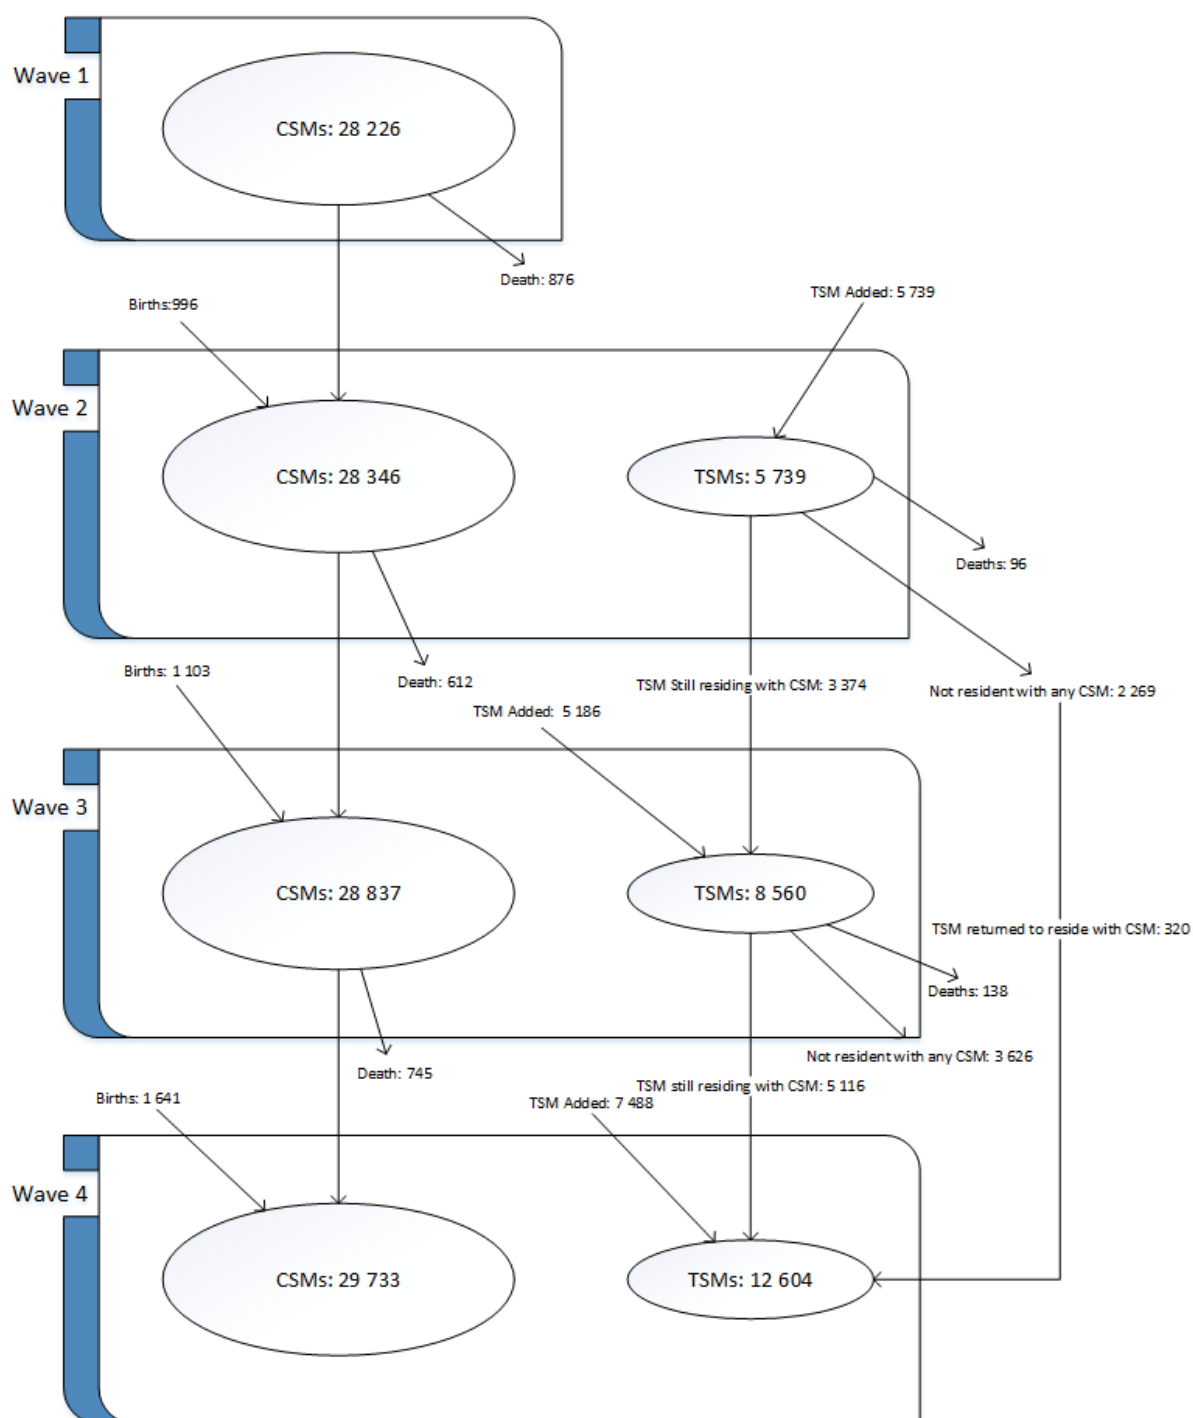 Wave 1
CSMs: 28 226
Death: 876
Births:996
TSM Added: 5 739
Wave 2
CSMs: 28 346
TSMs: 5 739
Deaths: 96
Births: 1 103
Death: 612
TSM Still residing with CSM: 3 374
Not resident with any CSM: 2 269
TSM Added:  5 186
Wave 3
CSMs: 28 837
TSMs: 8 560
TSM returned to reside with CSM: 320
Deaths: 138
Not resident with any CSM: 3 626
Death: 745
TSM still residing with CSM: 5 116
Births: 1 641
TSM Added: 7 488
Wave 4
CSMs: 29 733
TSMs: 12 604